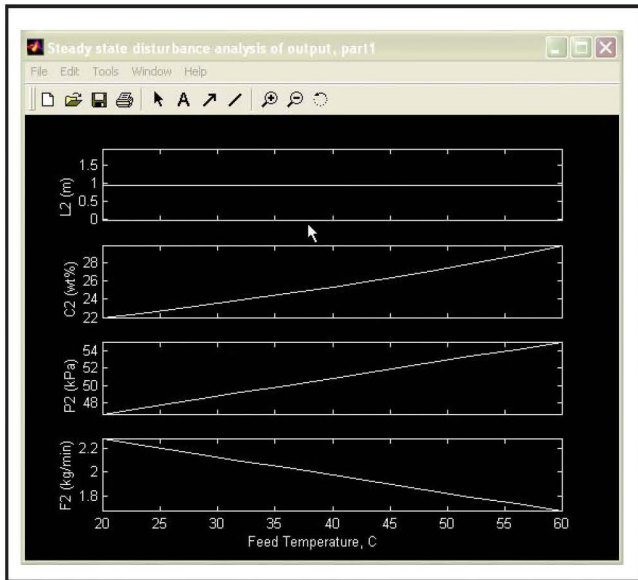 Steady state disturbance analysis of output, part1
File Edit Tools Window Help
A
1.5
1
0.5
0
L2 (m)
28
26
24
22
C2 (wt%)
54
52
50
48
P2 (kPa)
2.2
2
1.8
F2 (kg/min)
20 25 30 35 40 45 50 55 60
Feed Temperature, C